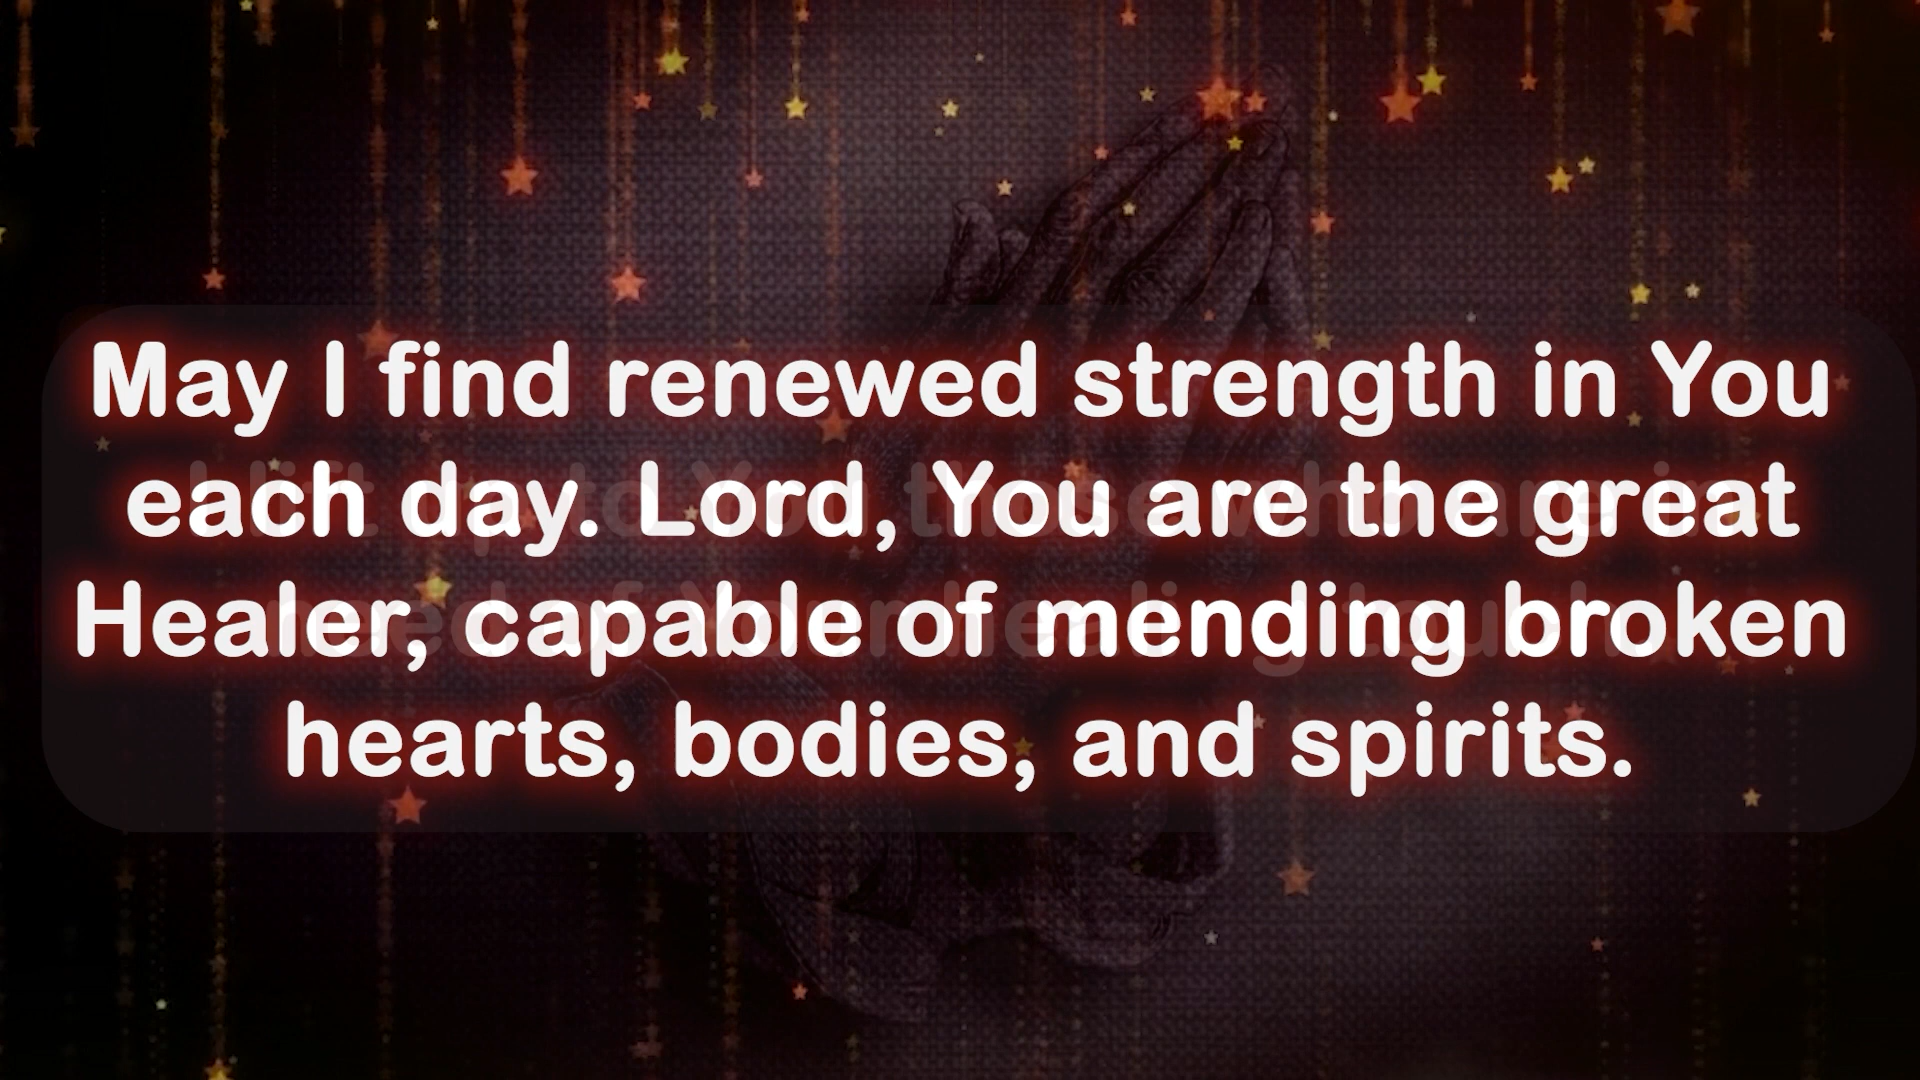 May I find renewed strength in You
each day. Lord, You are the great
Healer, capable of mending broken
hearts, bodies, and spirits.